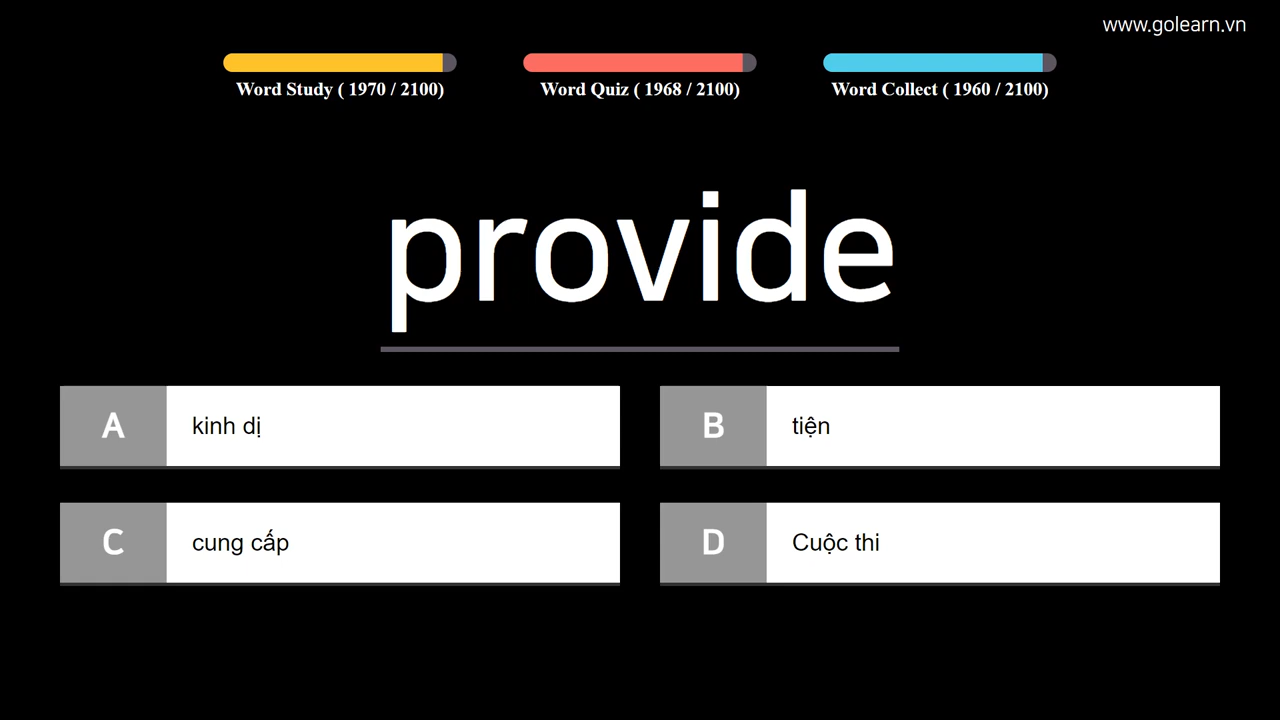 www.golearn.vn
Word Study ( 1970 / 2100)
Word Quiz ( 1968 / 2100)
Word Collect ( 1960 / 2100)
provide
A kinh dị
B tiện
C cung cấp
D Cuộc thi